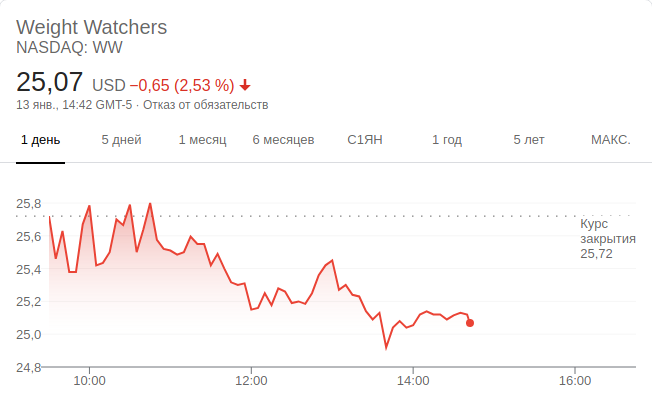 Weight Watchers
NASDAQ: WW
25,07 USD −0,65 (2,53 %)
13 янв., 14:42 GMT-5 · Отказ от обязательств
1 день 5 дней 1 месяц 6 месяцев С1ЯН 1 год 5 лет МАКС.
25,8
25,6
25,4
25,2
25,0
24,8
Курс
закрытия
25,72
10:00 12:00 14:00 16:00